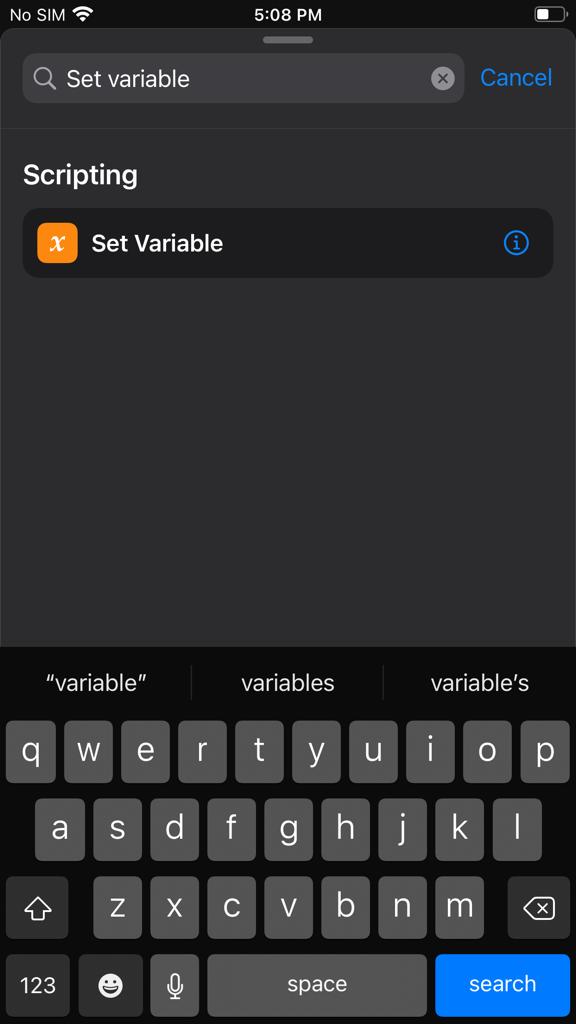 No SIM 5:08 PM
Set variable Cancel
Scripting
x Set Variable
“variable” variables variable’s
q w e r t y u i o p
a s d f g h j k l
z x c v b n m
123 space search